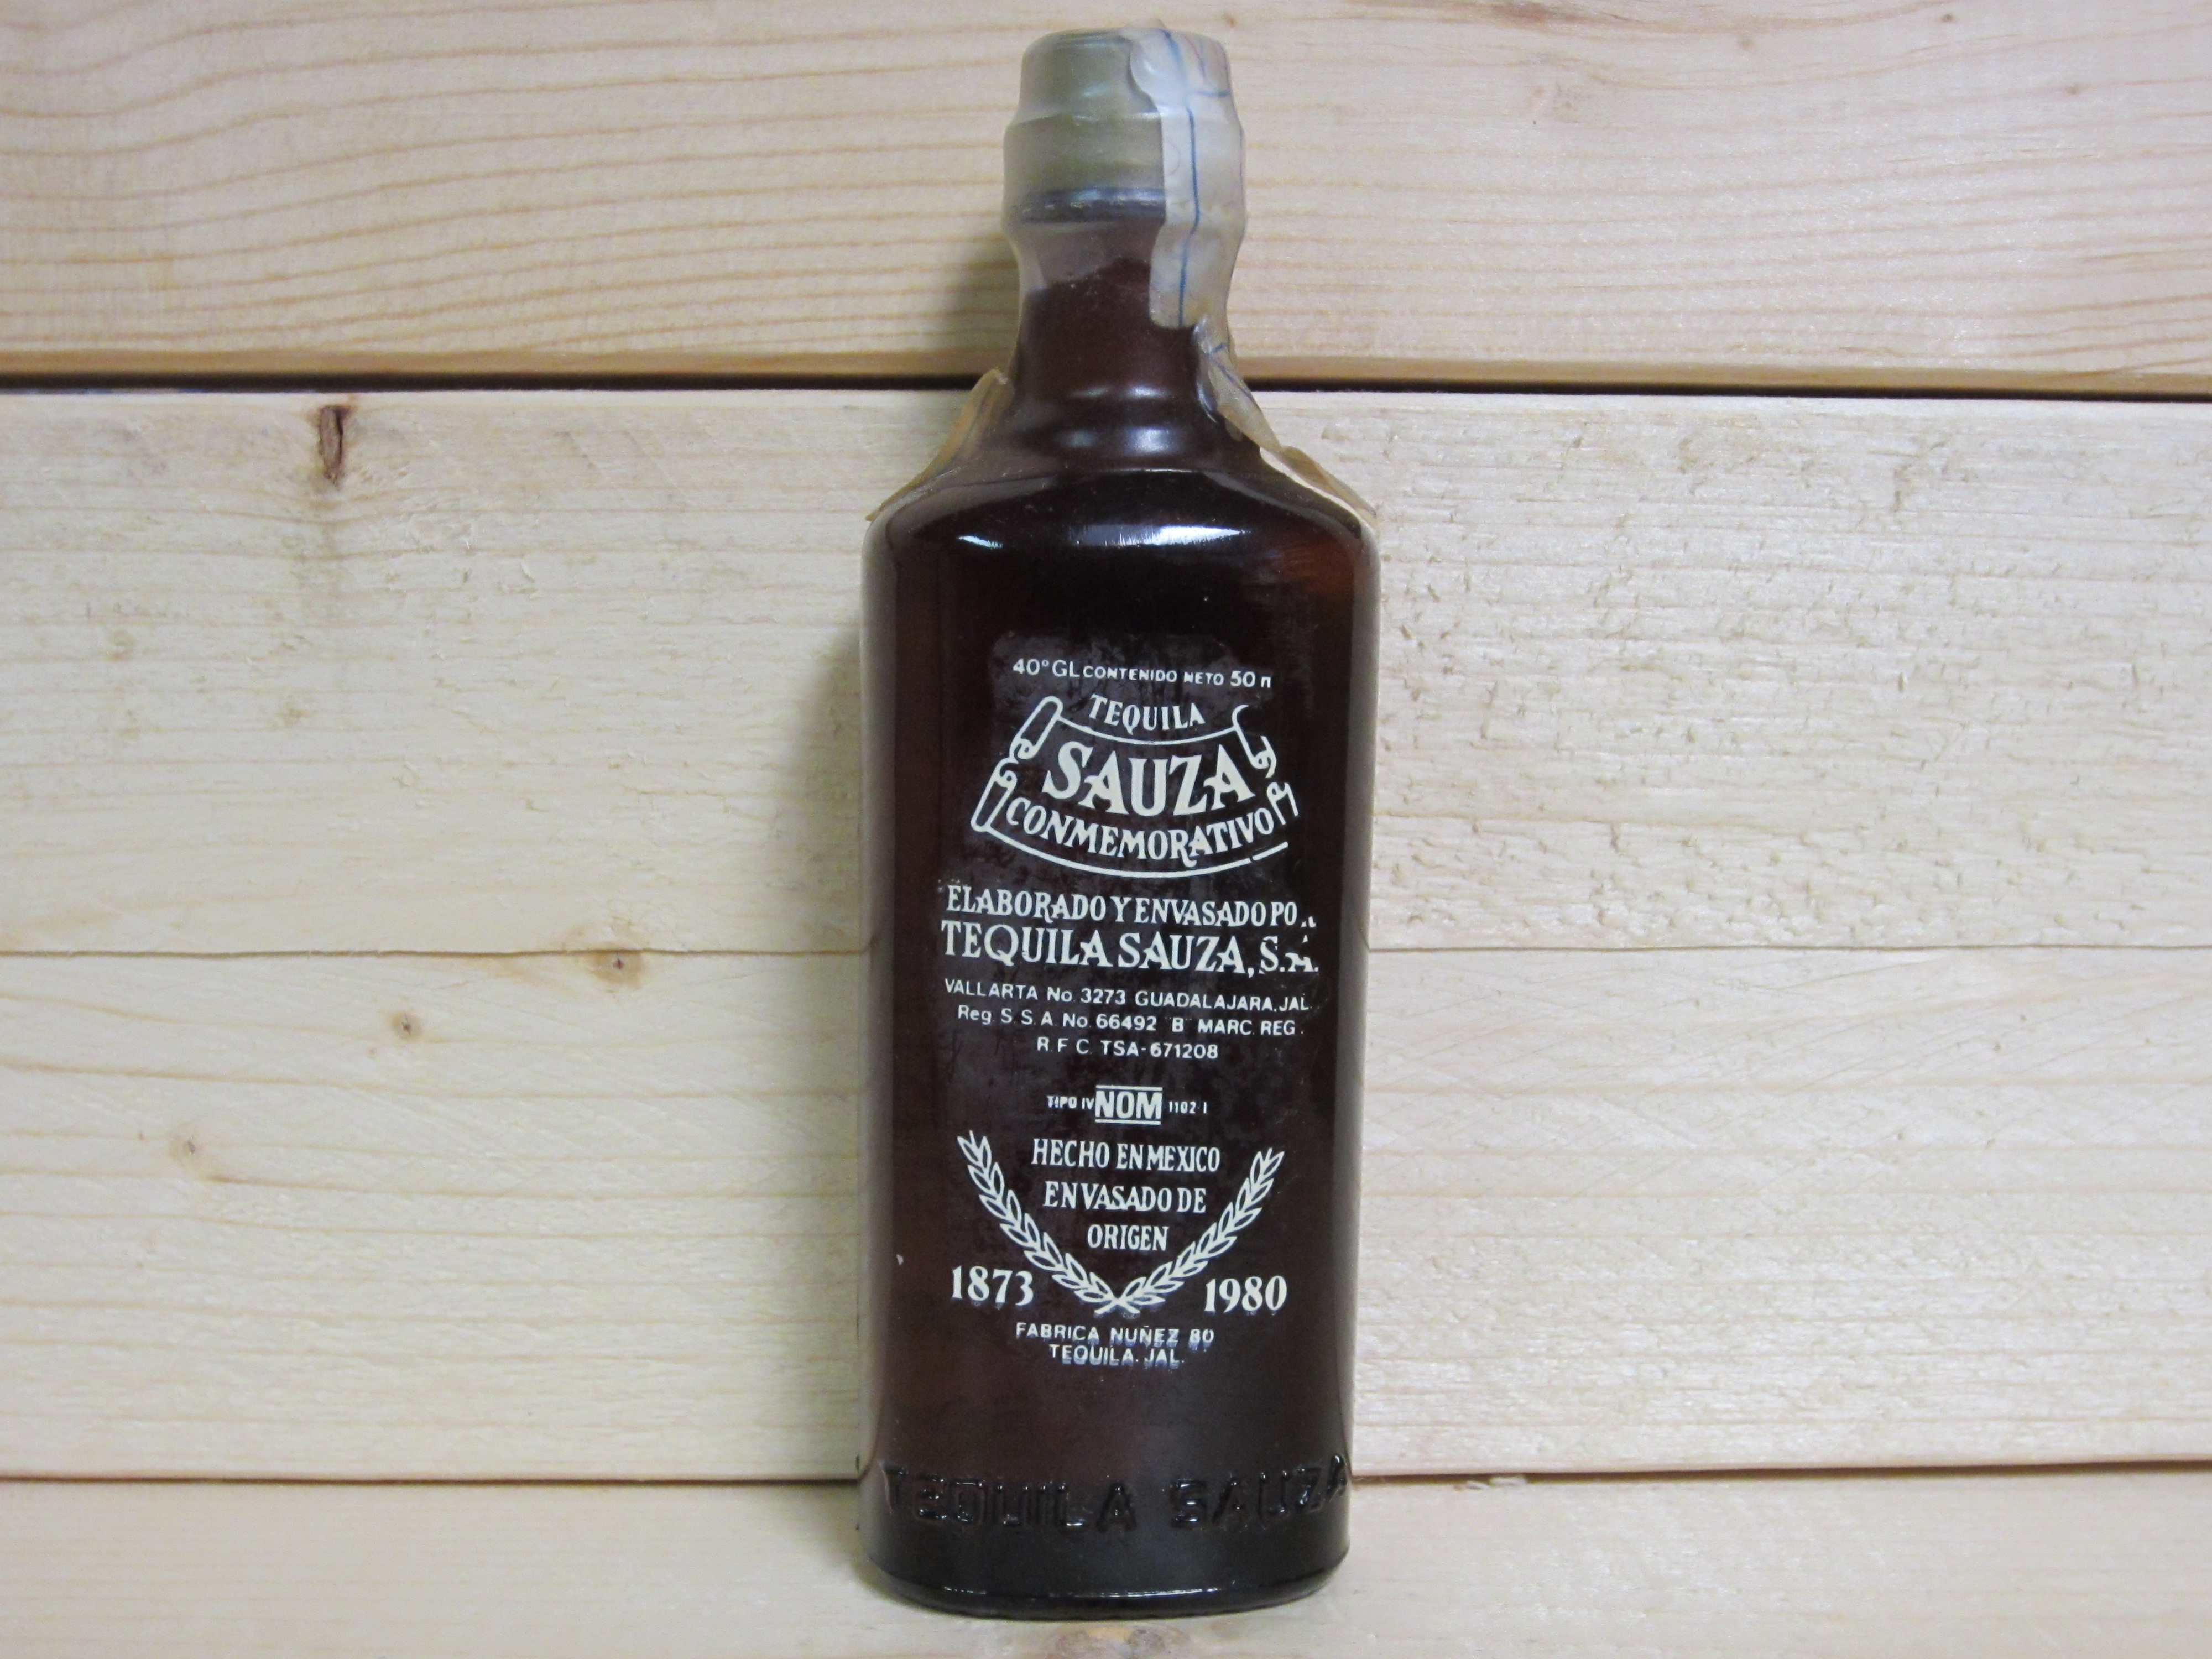 40°GL CONTENIDO NETO 50
TEQUILA
SAUZA
CONMEMORATIVO
ELABORADO Y ENVASADO POR
TEQUILA SAUZA, S.A.
VALLARTA No. 3273 GUADALAJARA, JAL.
Reg. S.S.A. No. 66492 "B" MARC. REG.
R.F.C. TSA-671208
TIPO IV NOM 1102-1
HECHO EN MEXICO
ENVASADO DE
ORIGEN
1873 1980
FABRICA NUÑEZ 80
TEQUILA, JAL.
TEQUILA SAUZA